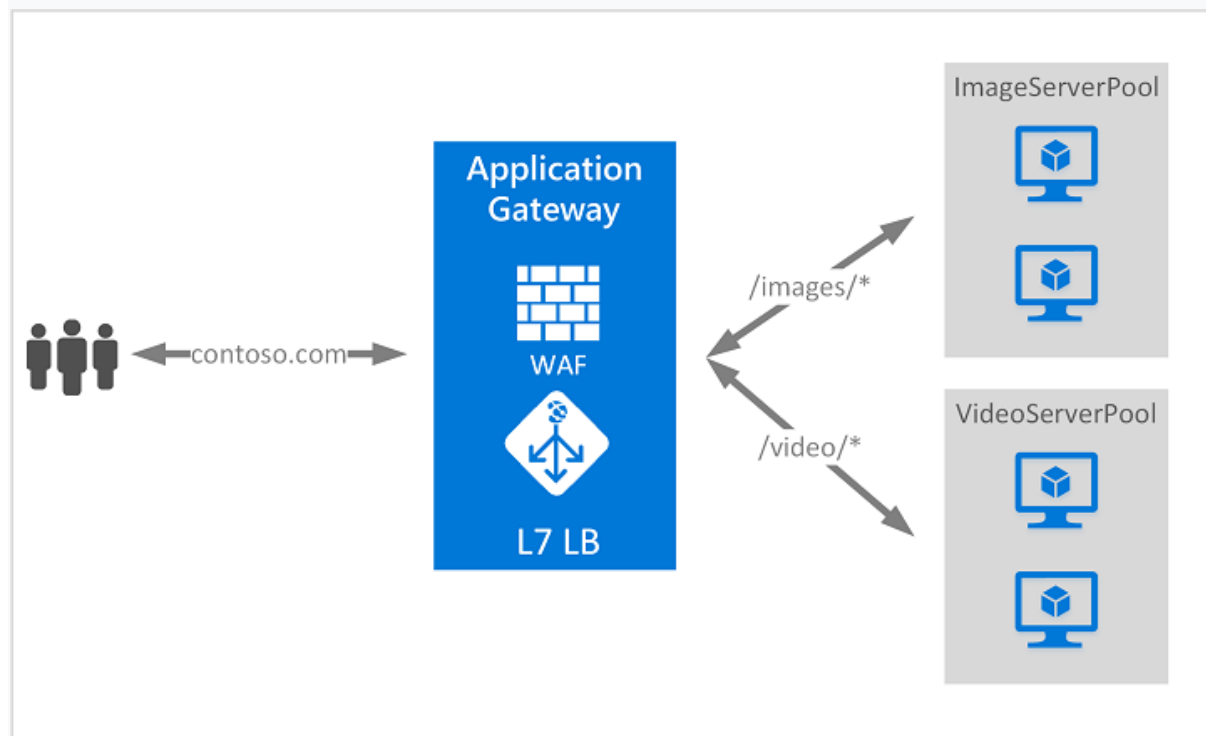 contoso.com
Application
Gateway
WAF
L7 LB
/images/*
/video/*
ImageServerPool
VideoServerPool